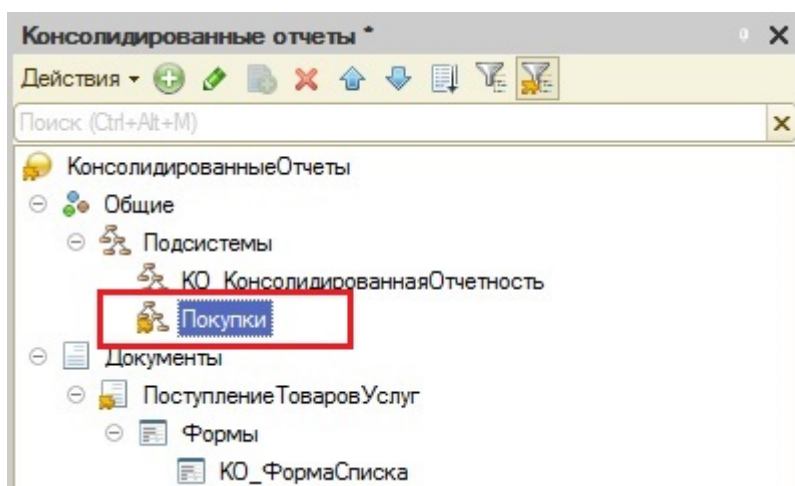 Консолидированные отчеты *
Действия
Поиск (Ctrl+Alt+M)
КонсолидированныеОтчеты
Общие
Подсистемы
КО_КонсолидированнаяОтчетность
Покупки
Документы
ПоступлениеТоваровУслуг
Формы
КО_ФормаСписка